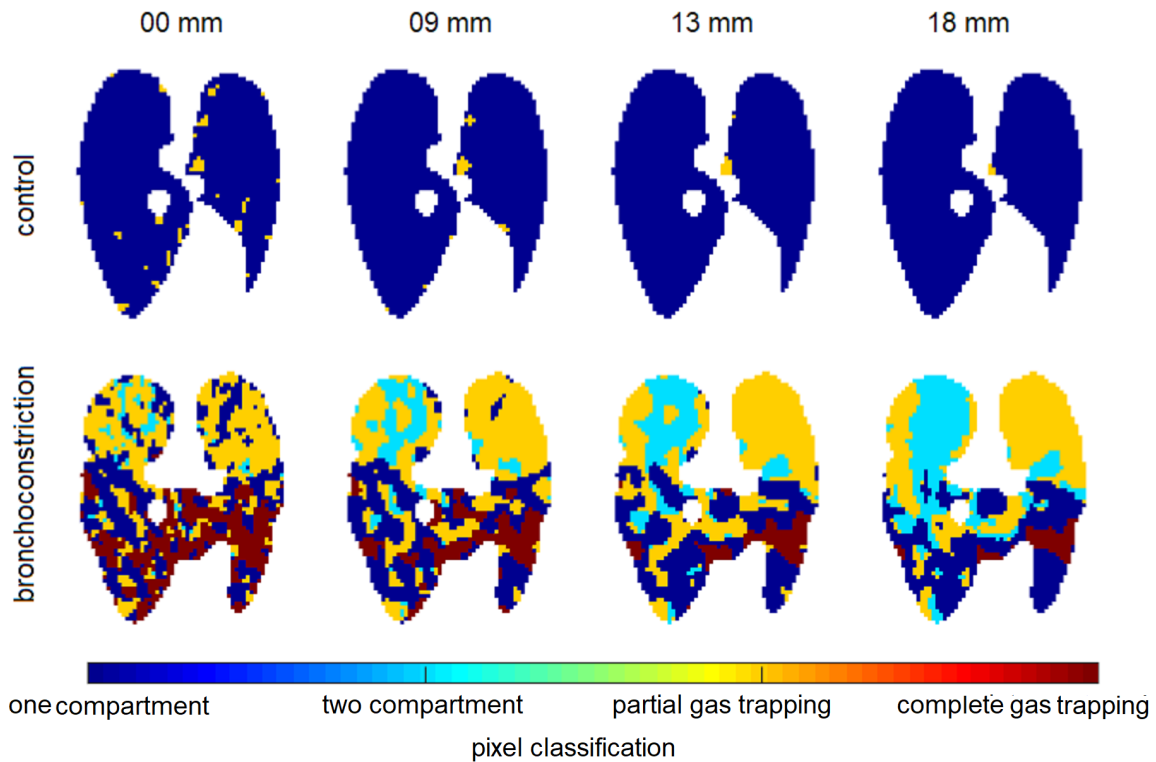 00 mm 09 mm 13 mm 18 mm
control
bronchoconstriction
one compartment two compartment partial gas trapping complete gas trapping
pixel classification